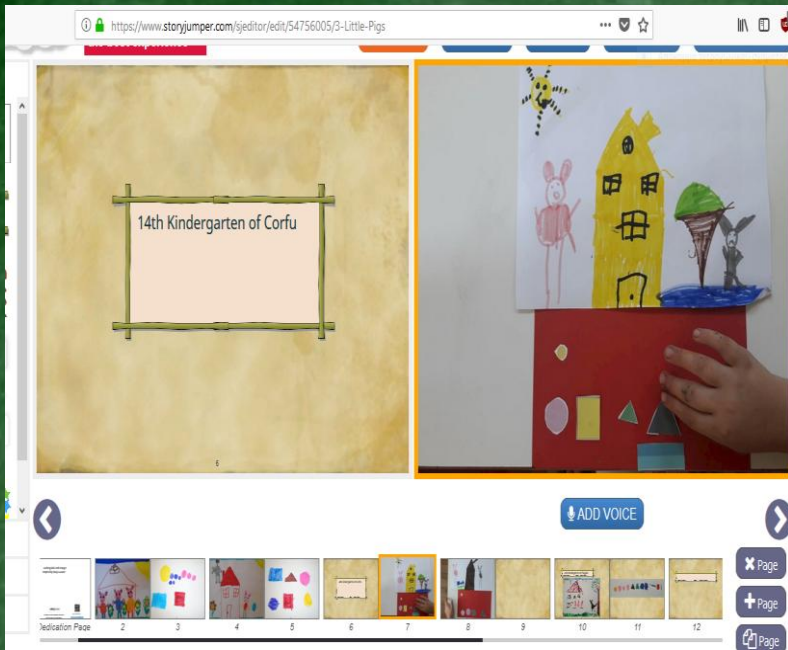 https://www.storyjumper.com/sjeditor/edit/54756005/3-Little-Pigs
14th Kindergarten of Corfu
6
ADD VOICE
Dedication Page
2
3
4
5
6
7
8
9
10
11
12
Page
Page
Page